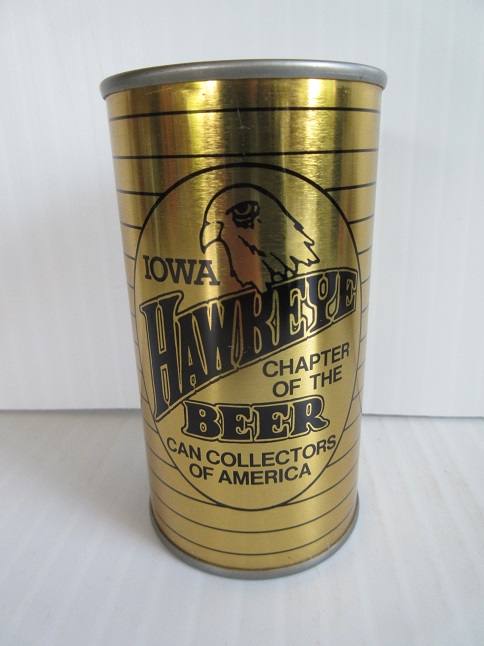 IOWA
HAWKEYE
CHAPTER
OF THE
BEER
CAN COLLECTORS
OF AMERICA